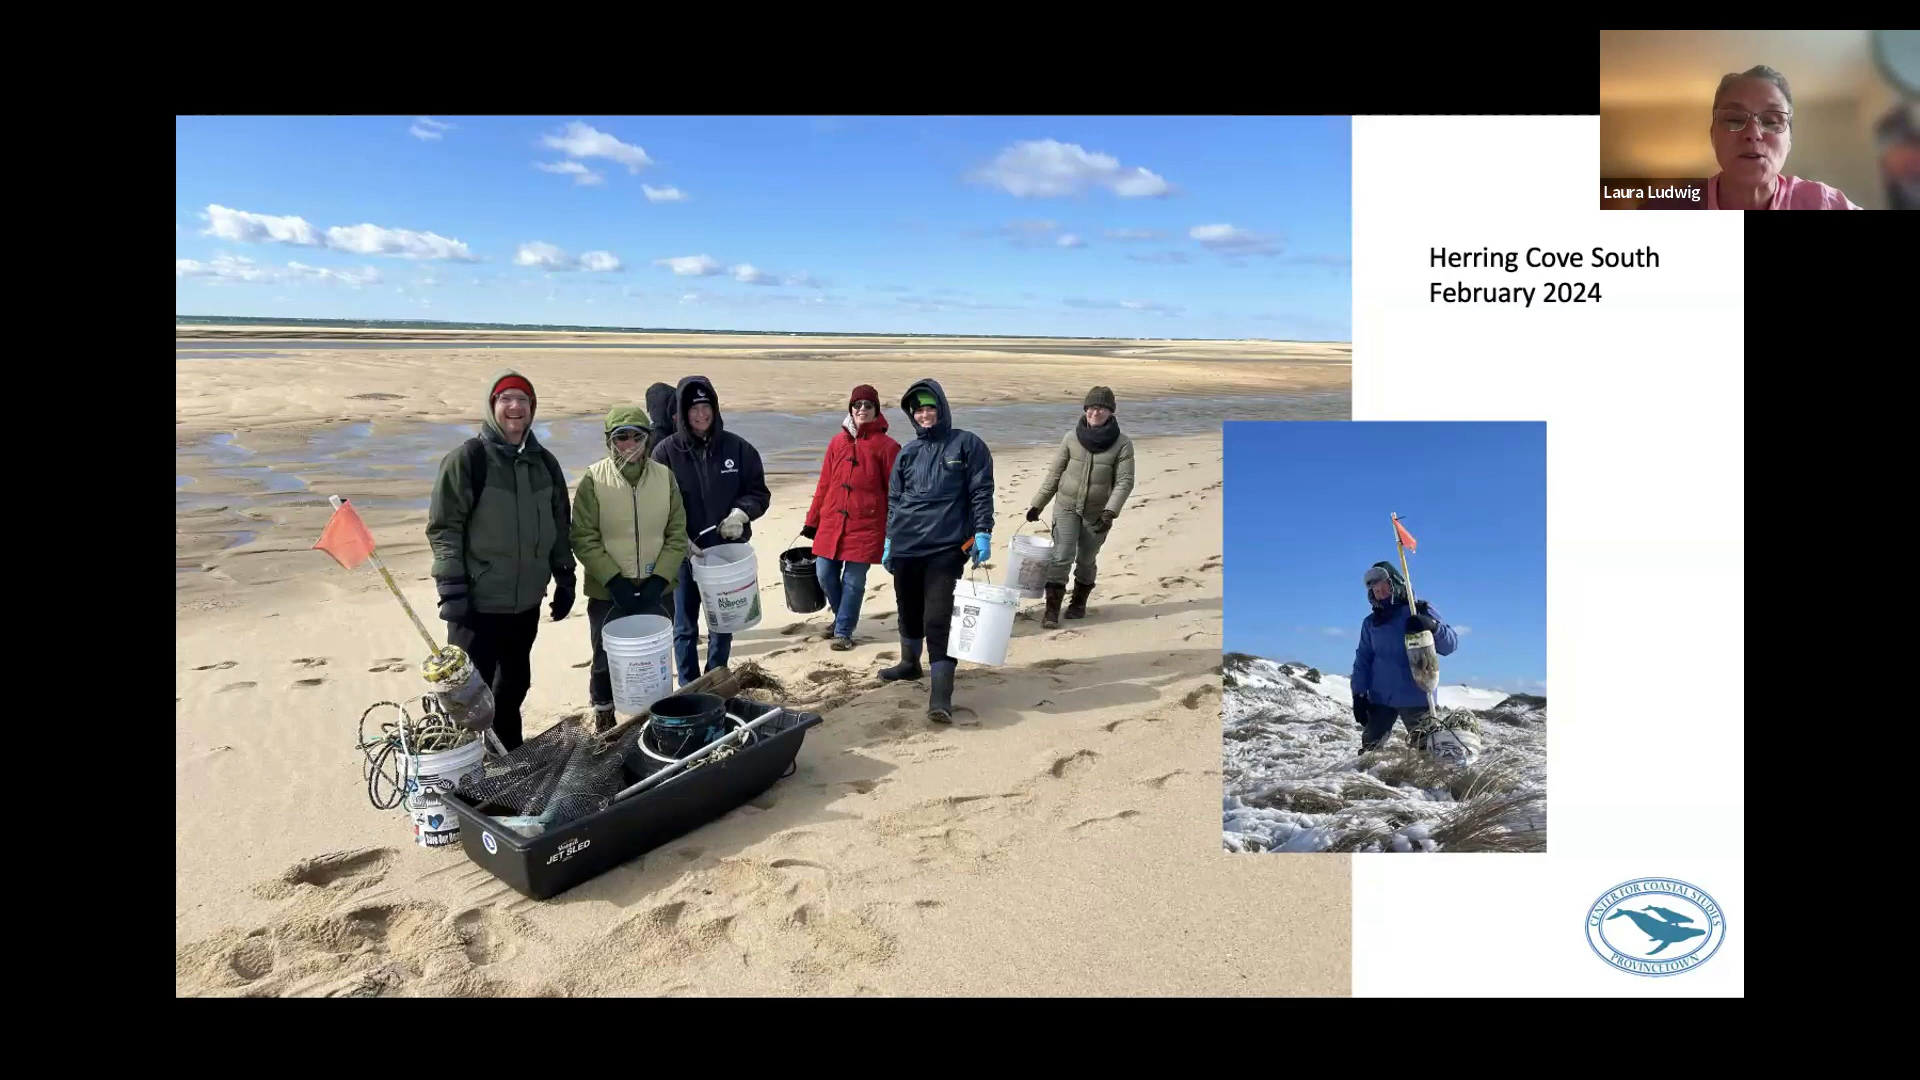 Laura Ludwig
Herring Cove South
February 2024
ALL
PURPOSE
JET SLED
CENTER FOR COASTAL STUDIES
PROVINCETOWN